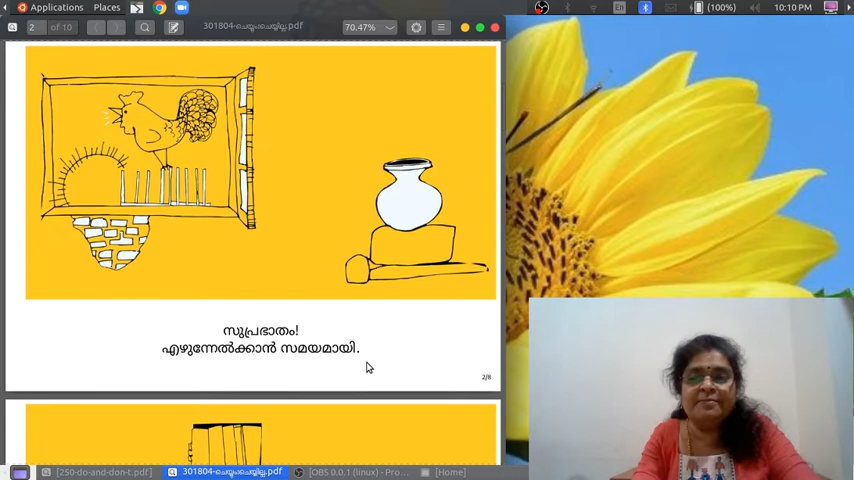 Applications Places
En
(100%)
10:10 PM
2 of 10
301804-ചെയ്യുംചെയ്യില്ല.pdf
70.47%
സുപ്രഭാതം!
എഴുന്നേൽക്കാൻ സമയമായി.
2/8
[250-do-and-don-t.pdf]
301804-ചെയ്യുംചെയ്യില്ല.pdf
[OBS 0.0.1 (linux) - Pro...
[Home]